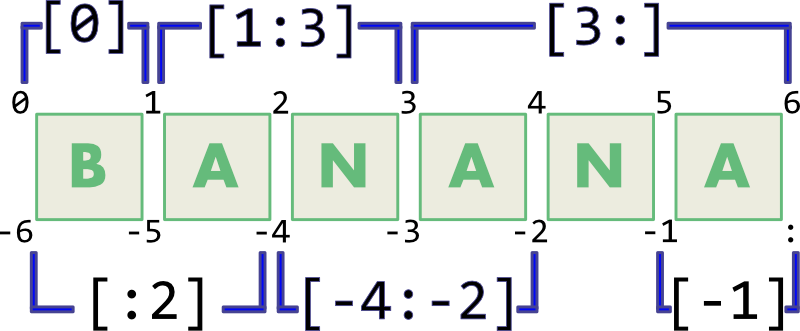 [0] [1:3] [3:]
0 1 2 3 4 5 6
B A N A N A
-6 -5 -4 -3 -2 -1 :
[:2] [-4:-2] [-1]